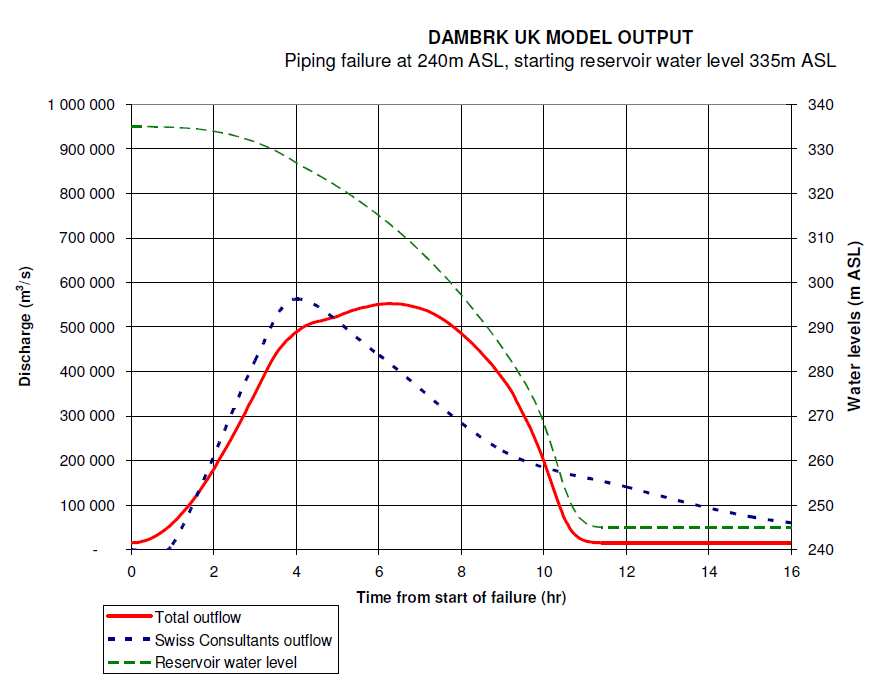 DAMBRK UK MODEL OUTPUT
Piping failure at 240m ASL, starting reservoir water level 335m ASL
1 000 000
900 000
800 000
700 000
600 000
500 000
400 000
300 000
200 000
100 000
-
Discharge (m³/s)
340
330
320
310
300
290
280
270
260
250
240
Water levels (m ASL)
0 2 4 6 8 10 12 14 16
Time from start of failure (hr)
Total outflow
Swiss Consultants outflow
Reservoir water level